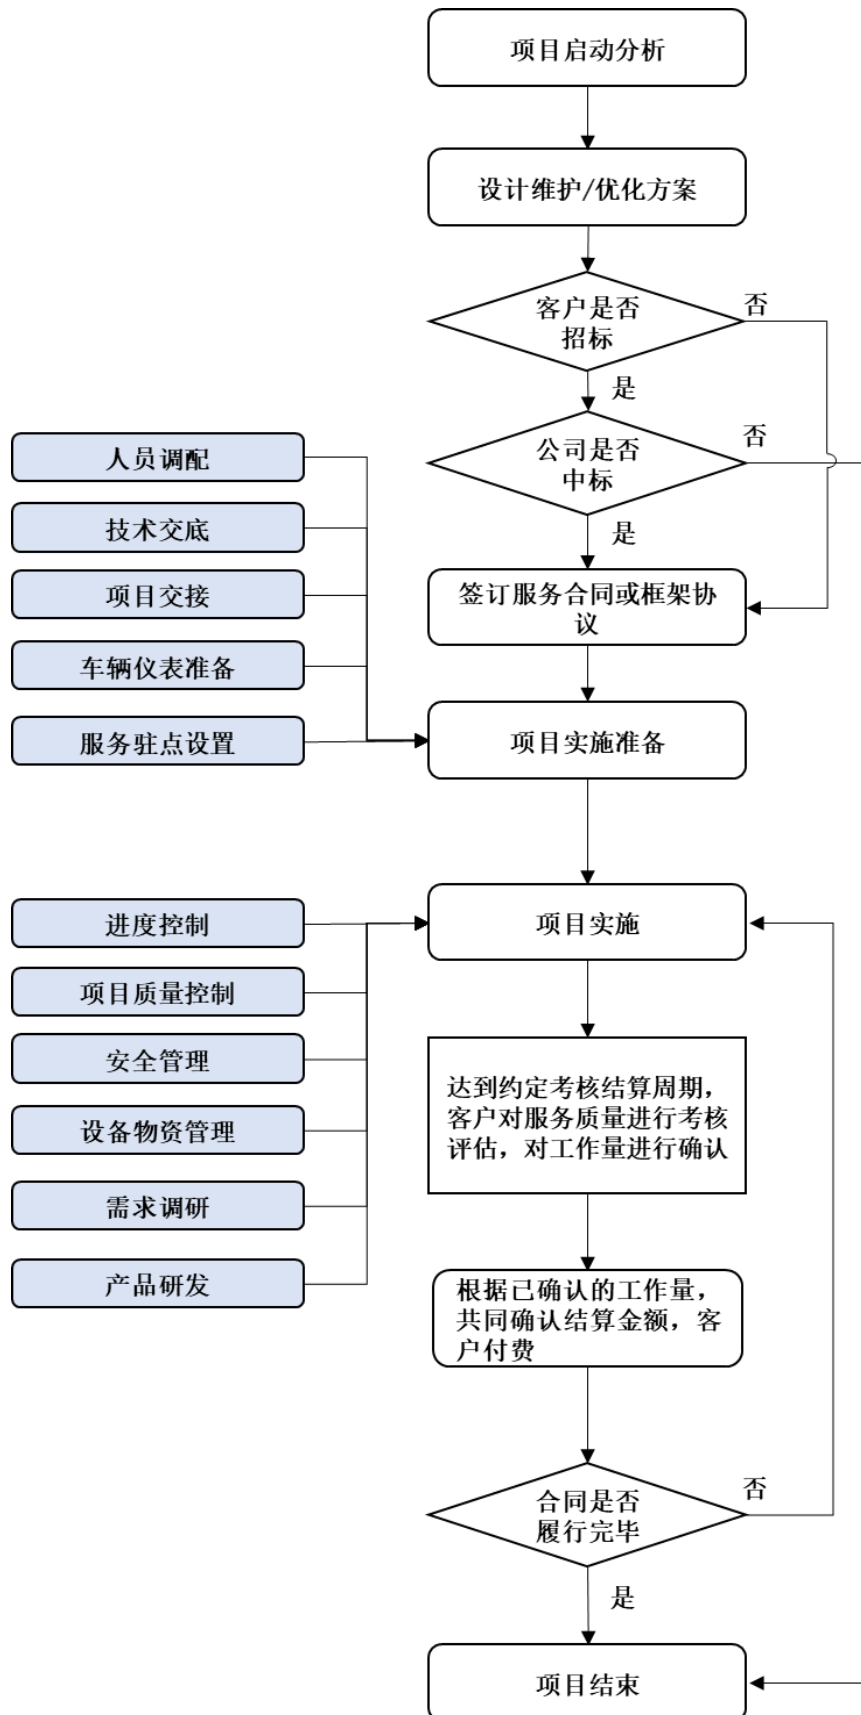 项目启动分析
设计维护/优化方案
客户是否
招标
否
是
公司是否
中标
否
是
签订服务合同或框架协
议
人员调配
技术交底
项目交接
车辆仪表准备
服务驻点设置
项目实施准备
进度控制
项目质量控制
安全管理
设备物资管理
需求调研
产品研发
项目实施
达到约定考核结算周期，
客户对服务质量进行考核
评估，对工作量进行确认
根据已确认的工作量，
共同确认结算金额，客
户付费
合同是否
履行完毕
否
是
项目结束